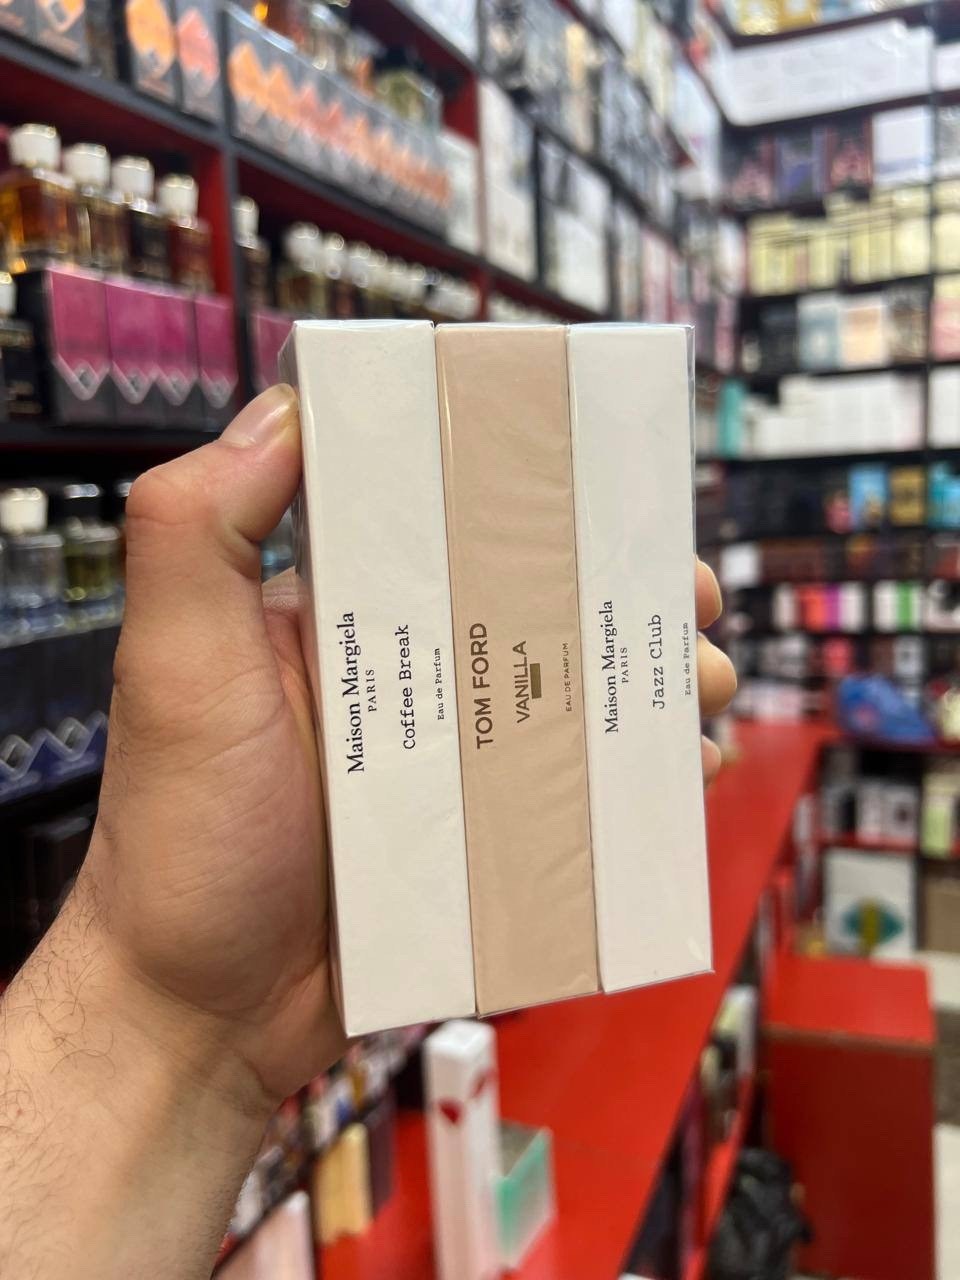 Maison Margiela
PARIS
Coffee Break
Eau de Parfum
TOM FORD
VANILLA
EAU DE PARFUM
Maison Margiela
PARIS
Jazz Club
Eau de Parfum